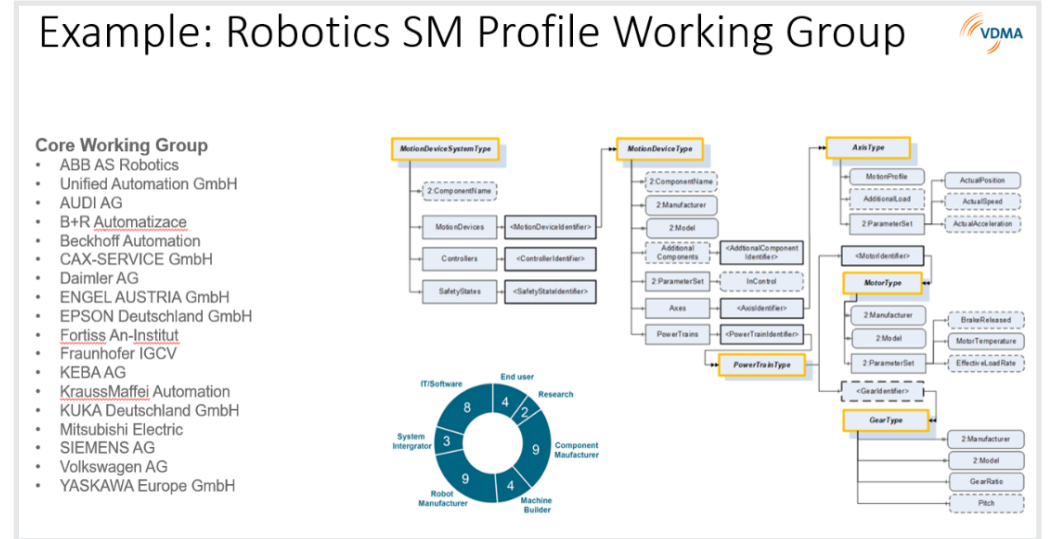 Example: Robotics SM Profile Working Group
VDMA
Core Working Group
• ABB AS Robotics
• Unified Automation GmbH
• AUDI AG
• B+R Automatizace
• Beckhoff Automation
• CAX-SERVICE GmbH
• Daimler AG
• ENGEL AUSTRIA GmbH
• EPSON Deutschland GmbH
• Fortiss An-Institut
• Fraunhofer IGCV
• KEBA AG
• KraussMaffei Automation
• KUKA Deutschland GmbH
• Mitsubishi Electric
• SIEMENS AG
• Volkswagen AG
• YASKAWA Europe GmbH
MotionDeviceSystemType
2:ComponentName
MotionDevices
<MotionDeviceIdentifier>
Controllers
<ControllerIdentifier>
SafetyStates
<SafetyStateIdentifier>
MotionDeviceType
2:ComponentName
2:Manufacturer
2:Model
Additional
Components
<AddtionalComponent
Identifier>
2:ParameterSet
InControl
Axes
<AxisIdentifier>
PowerTrains
<PowerTrainIdentifier>
PowerTrainType
AxisType
MotionProfile
AdditionalLoad
2:ParameterSet
ActualPosition
ActualSpeed
ActualAcceleration
<MotorIdentifier>
MotorType
2:Manufacturer
2:Model
2:ParameterSet
BrakeReleased
MotorTemperature
EffectiveLoadRate
<GearIdentifier>
GearType
2:Manufacturer
2:Model
GearRatio
Pitch
End user
4
Research
2
Component
Maufacturer
9
Machine
Builder
4
Robot
Manufacturer
9
System
Intergrator
3
IT/Software
8